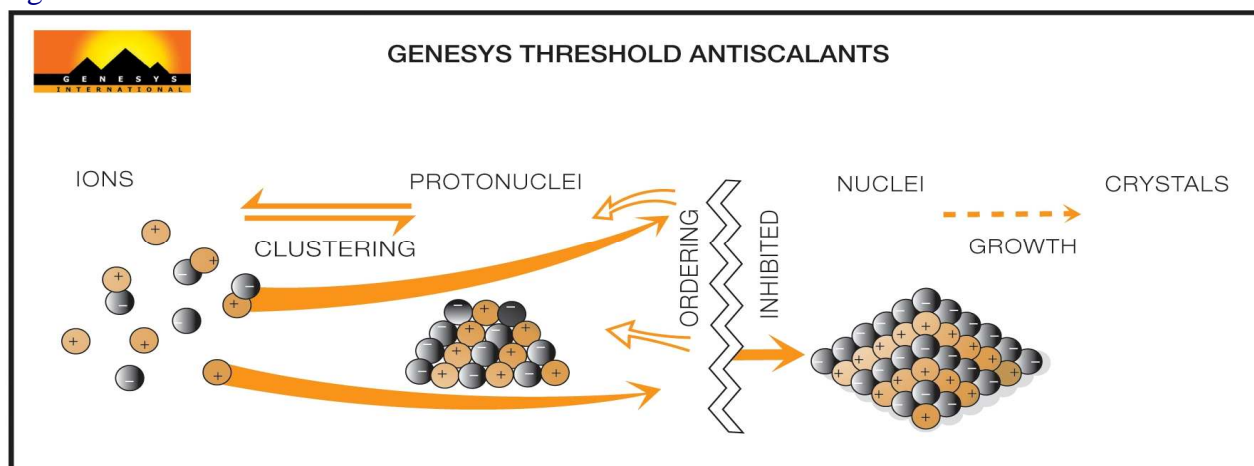 GENESYS
INTERNATIONAL
GENESYS THRESHOLD ANTISCALANTS
IONS
PROTONUCLEI
NUCLEI
CRYSTALS
CLUSTERING
ORDERING
INHIBITED
GROWTH